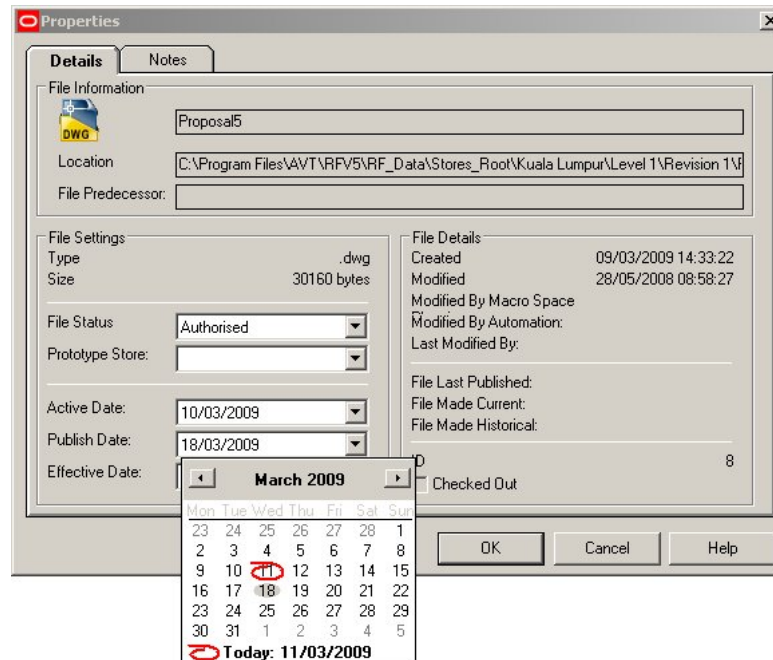 Properties
Details Notes
File Information
DWG
Proposal5
Location C:\Program Files\AVT\RFV5\RF_Data\Stores_Root\Kuala Lumpur\Level 1\Revision 1\
File Predecessor:
File Settings
Type .dwg
Size 30160 bytes
File Status Authorised
Prototype Store:
Active Date: 10/03/2009
Publish Date: 18/03/2009
Effective Date:
File Details
Created 09/03/2009 14:33:22
Modified 28/05/2008 08:58:27
Modified By Macro Space
Modified By Automation:
Last Modified By:
File Last Published:
File Made Current:
File Made Historical:
ID 8
Checked Out
March 2009
Mon Tue Wed Thu Fri Sat Sun
23 24 25 26 27 28 1
2 3 4 5 6 7 8
9 10 11 12 13 14 15
16 17 18 19 20 21 22
23 24 25 26 27 28 29
30 31 1 2 3 4 5
Today: 11/03/2009
OK Cancel Help